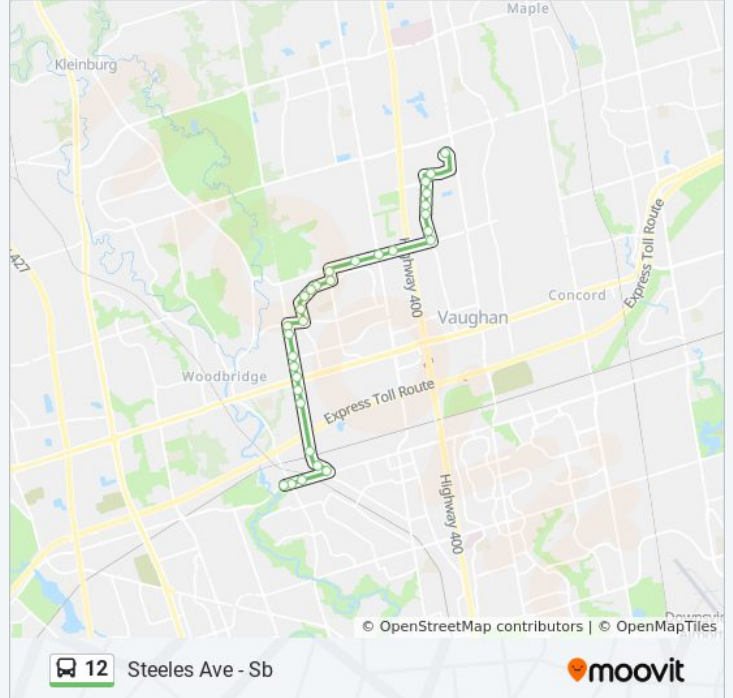 Maple
Kleinburg
427
Highway 400
Express Toll Route
Concord
Vaughan
Woodbridge
Express Toll Route
Highway 400
© OpenStreetMap contributors | © OpenMapTiles
12 Steeles Ave - Sb
moovit